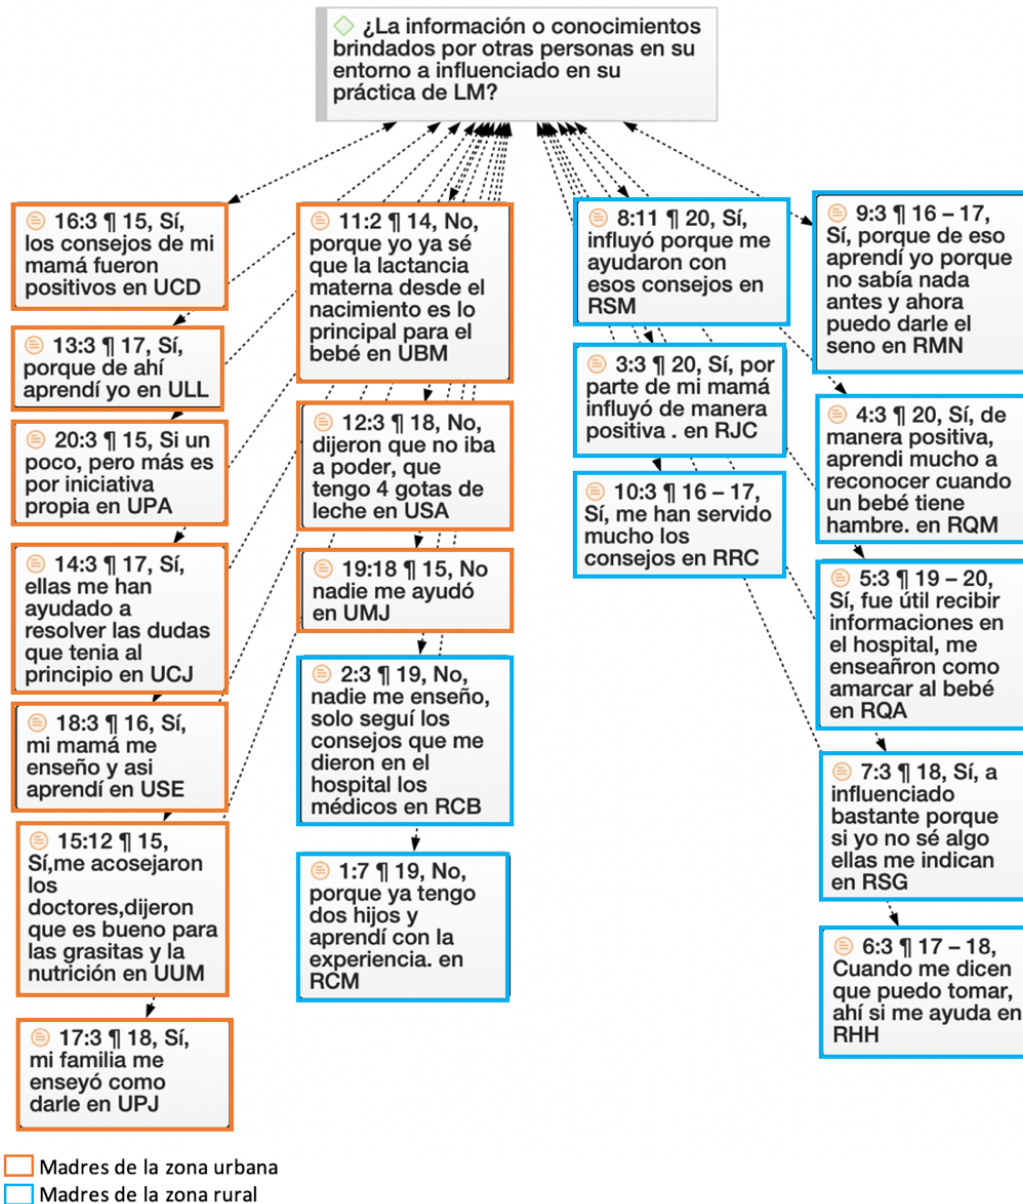 ¿La información o conocimientos
brindados por otras personas en su
entorno a influenciado en su
práctica de LM?
16:3 ¶ 15, Sí,
los consejos de mi
mamá fueron
positivos en UCD
13:3 ¶ 17, Sí,
porque de ahí
aprendí yo en ULL
20:3 ¶ 15, Si un
poco, pero más es
por iniciativa
propia en UPA
14:3 ¶ 17, Sí,
ellas me han
ayudado a
resolver las dudas
que tenia al
principio en UCJ
18:3 ¶ 16, Sí,
mi mamá me
enseño y asi
aprendí en USE
15:12 ¶ 15,
Sí,me acosejaron
los
doctores,dijeron
que es bueno para
las grasitas y la
nutrición en UUM
17:3 ¶ 18, Sí,
mi familia me
enseyó como
darle en UPJ
11:2 ¶ 14, No,
porque yo ya sé
que la lactancia
materna desde el
nacimiento es lo
principal para el
bebé en UBM
12:3 ¶ 18, No,
dijeron que no iba
a poder, que
tengo 4 gotas de
leche en USA
19:18 ¶ 15, No
nadie me ayudó
en UMJ
2:3 ¶ 19, No,
nadie me enseño,
solo seguí los
consejos que me
dieron en el
hospital los
médicos en RCB
1:7 ¶ 19, No,
porque ya tengo
dos hijos y
aprendí con la
experiencia. en
RCM
8:11 ¶ 20, Sí,
influyó porque me
ayudaron con
esos consejos en
RSM
3:3 ¶ 20, Sí, por
parte de mi mamá
influyó de manera
positiva . en RJC
10:3 ¶ 16 – 17,
Sí, me han servido
mucho los
consejos en RRC
9:3 ¶ 16 – 17,
Sí, porque de eso
aprendí yo porque
no sabía nada
antes y ahora
puedo darle el
seno en RMN
4:3 ¶ 20, Sí, de
manera positiva,
aprendi mucho a
reconocer cuando
un bebé tiene
hambre. en RQM
5:3 ¶ 19 – 20,
Sí, fue útil recibir
informaciones en
el hospital, me
enseañron como
amarcar al bebé
en RQA
7:3 ¶ 18, Sí, a
influenciado
bastante porque
si yo no sé algo
ellas me indican
en RSG
6:3 ¶ 17 – 18,
Cuando me dicen
que puedo tomar,
ahí si me ayuda en
RHH
Madres de la zona urbana
Madres de la zona rural